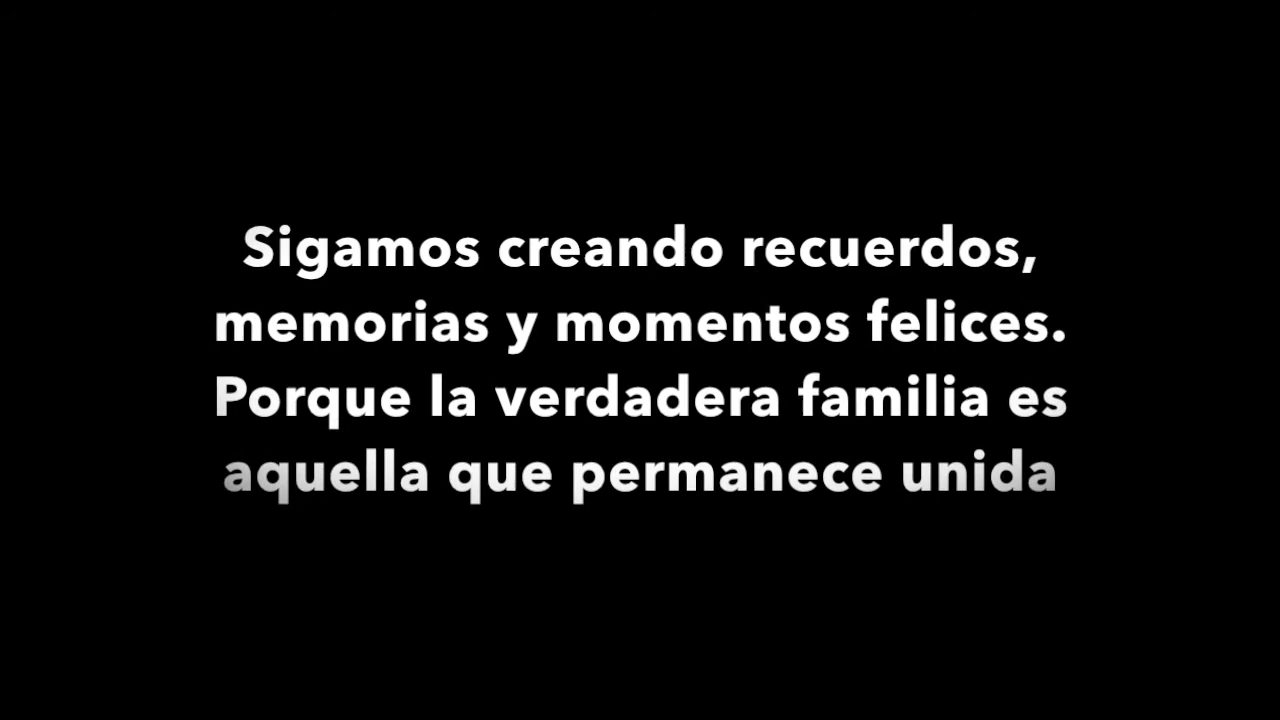 Sigamos creando recuerdos,
memorias y momentos felices.
Porque la verdadera familia es
aquella que permanece unida